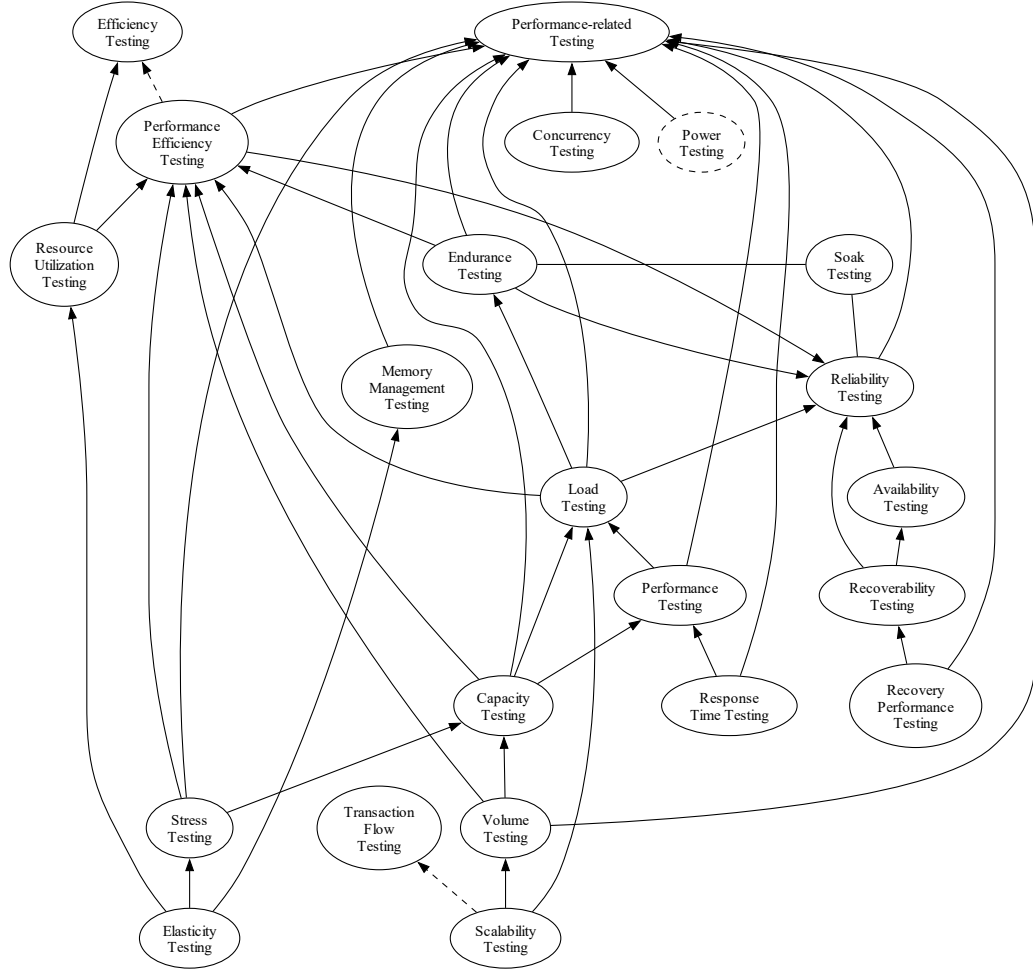 Efficiency
Testing
Performance-related
Testing
Performance
Efficiency
Testing
Concurrency
Testing
Power
Testing
Resource
Utilization
Testing
Endurance
Testing
Soak
Testing
Memory
Management
Testing
Reliability
Testing
Load
Testing
Availability
Testing
Performance
Testing
Recoverability
Testing
Capacity
Testing
Response
Time Testing
Recovery
Performance
Testing
Stress
Testing
Transaction
Flow
Testing
Volume
Testing
Elasticity
Testing
Scalability
Testing